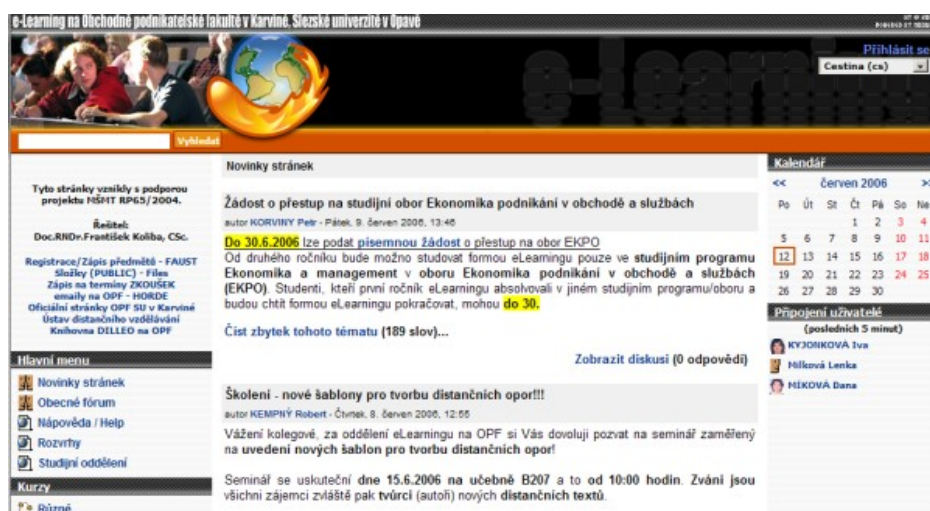 e-Learning na Obchodně podnikatelské fakultě v Karviné, Slezské univerzitě v Opavě
e-Learning
Přihlásit se
Čestina (cs)
Vyhledat
Tyto stránky vznikly s podporou
projektu MŠMT RP65/2004.
Řešitel:
Doc.RNDr.František Koliba, CSc.
Registrace/Zápis předmětů - FAUST
Složky (PUBLIC) - Files
Zápis na termíny ZKOUŠEK
emaily na OPF - HORDE
Oficiální stránky OPF SU v Karviné
Ústav distančního vzdělávání
Knihovna DILLEO na OPF
Hlavní menu
Novinky stránek
Obecné fórum
Nápověda / Help
Rozvrhy
Studijní oddělení
Kurzy
Různé
Novinky stránek
Žádost o přestup na studijní obor Ekonomika podnikání v obchodě a službách
autor KORVINY Petr - Pátek, 9. červen 2006, 13:46
Do 30.6.2006 lze podat písemnou žádost o přestup na obor EKPO
Od druhého ročníku bude možno studovat formou eLearningu pouze ve studijním programu
Ekonomika a management v oboru Ekonomika podnikání v obchodě a službách
(EKPO). Studenti, kteří první ročník eLearningu absolvovali v jiném studijním programu/oboru a
budou chtít formou eLearningu pokračovat, mohou do 30.
Číst zbytek tohoto tématu (189 slov)...
Zobrazit diskusi (0 odpovědí)
Školení - nové šablony pro tvorbu distančních opor!!!
autor KEMPNÝ Robert - Čtvrtek, 8. červen 2006, 12:55
Vážení kolegové, za oddělení eLearningu na OPF si Vás dovoluji pozvat na seminář zaměřený
na uvedení nových šablon pro tvorbu distančních opor!
Seminář se uskuteční dne 15.6.2006 na učebně B207 a to od 10:00 hodin. Zváni jsou
všichni zájemci zvláště pak tvůrci (autoři) nových distančních textů.
Kalendář
<< červen 2006 >>
Po Út St Čt Pá So Ne
1 2 3 4
5 6 7 8 9 10 11
12 13 14 15 16 17 18
19 20 21 22 23 24 25
26 27 28 29 30
Připojení uživatelé
(posledních 5 minut)
KYJONKOVÁ Iva
Milková Lenka
MÍKOVÁ Dana